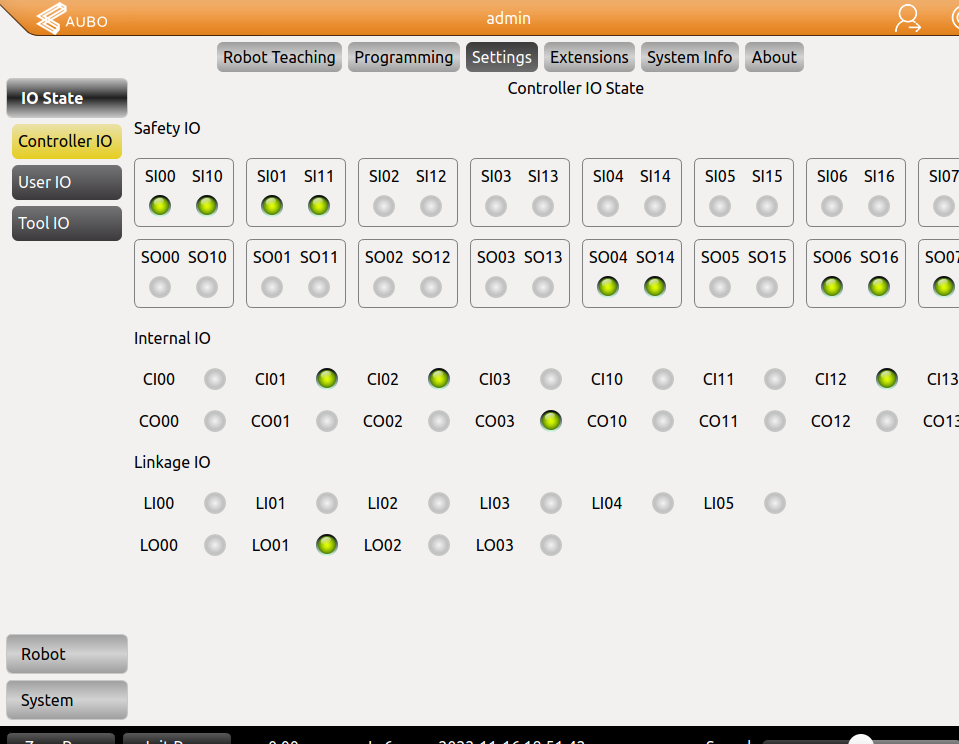 AUBO
admin
Robot Teaching Programming Settings Extensions System Info About
Controller IO State
IO State
Controller IO
User IO
Tool IO
Safety IO
SI00 SI10 SI01 SI11 SI02 SI12 SI03 SI13 SI04 SI14 SI05 SI15 SI06 SI16 SI07
SO00 SO10 SO01 SO11 SO02 SO12 SO03 SO13 SO04 SO14 SO05 SO15 SO06 SO16 SO07
Internal IO
CI00 CI01 CI02 CI03 CI10 CI11 CI12 CI13
CO00 CO01 CO02 CO03 CO10 CO11 CO12 CO13
Linkage IO
LI00 LI01 LI02 LI03 LI04 LI05
LO00 LO01 LO02 LO03
Robot
System